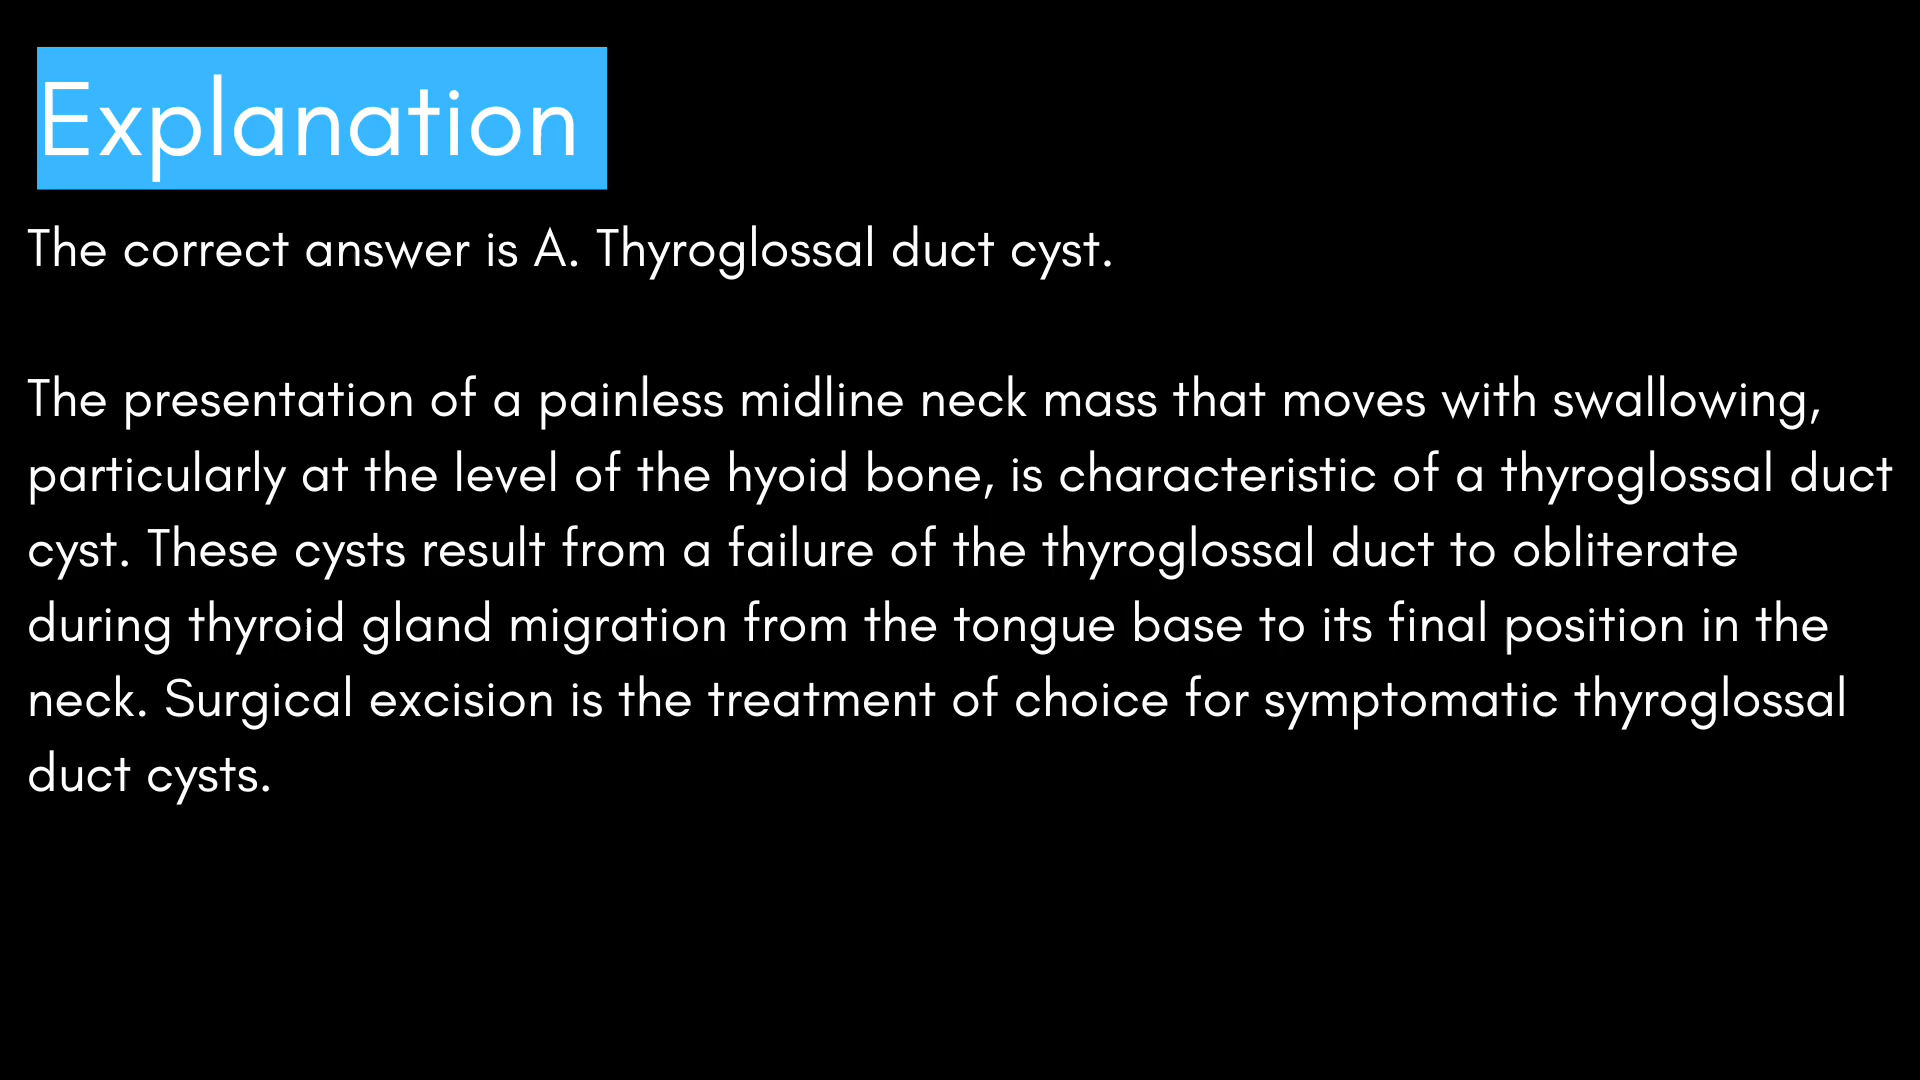 Explanation
The correct answer is A. Thyroglossal duct cyst.
The presentation of a painless midline neck mass that moves with swallowing,
particularly at the level of the hyoid bone, is characteristic of a thyroglossal duct
cyst. These cysts result from a failure of the thyroglossal duct to obliterate
during thyroid gland migration from the tongue base to its final position in the
neck. Surgical excision is the treatment of choice for symptomatic thyroglossal
duct cysts.